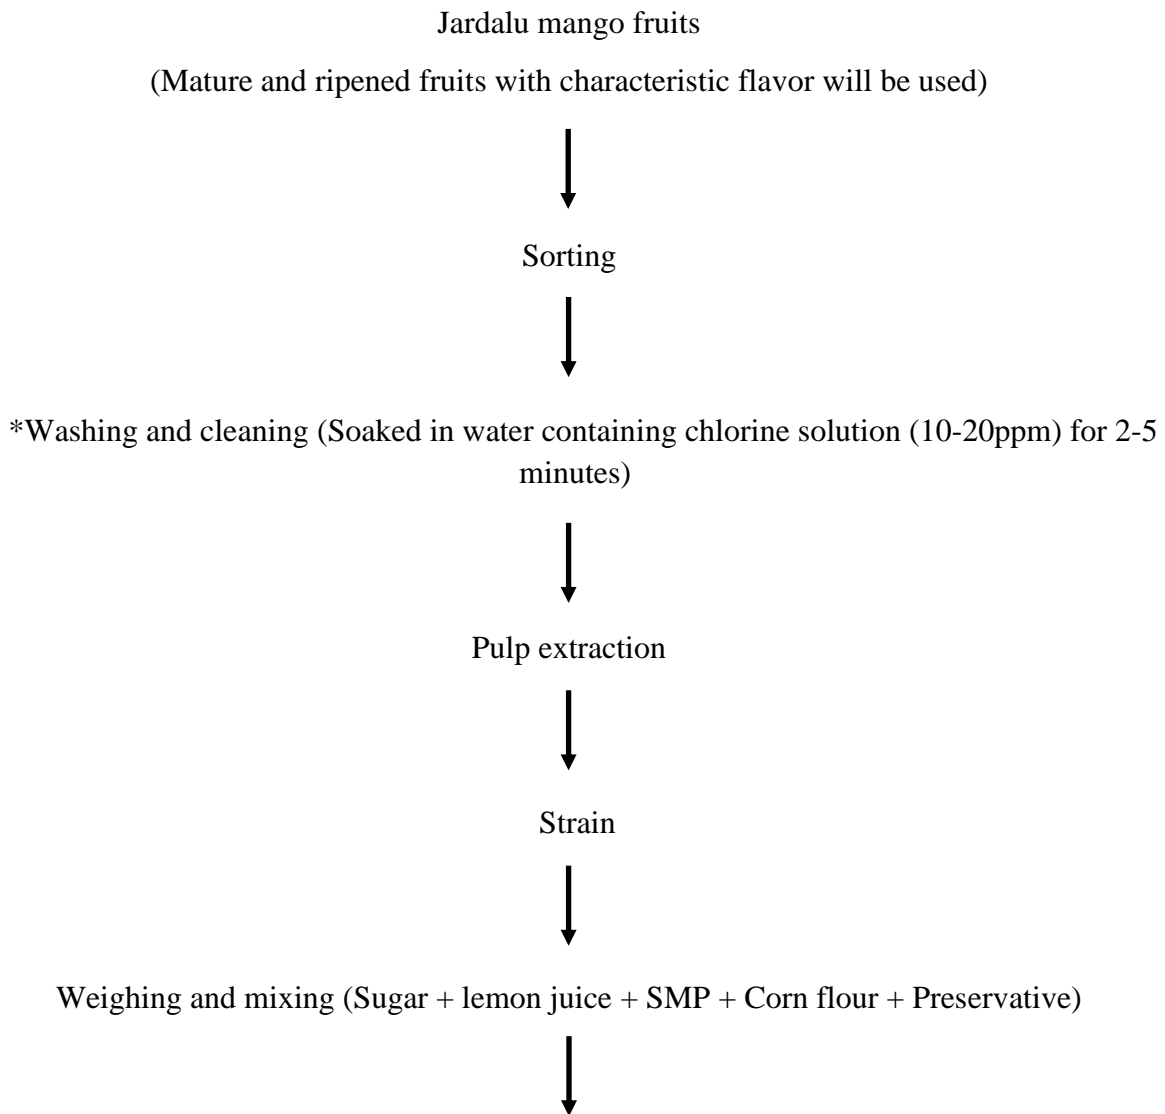 Jardalu mango fruits
(Mature and ripened fruits with characteristic flavor will be used)
Sorting
*Washing and cleaning (Soaked in water containing chlorine solution (10-20ppm) for 2-5
minutes)
Pulp extraction
Strain
Weighing and mixing (Sugar + lemon juice + SMP + Corn flour + Preservative)